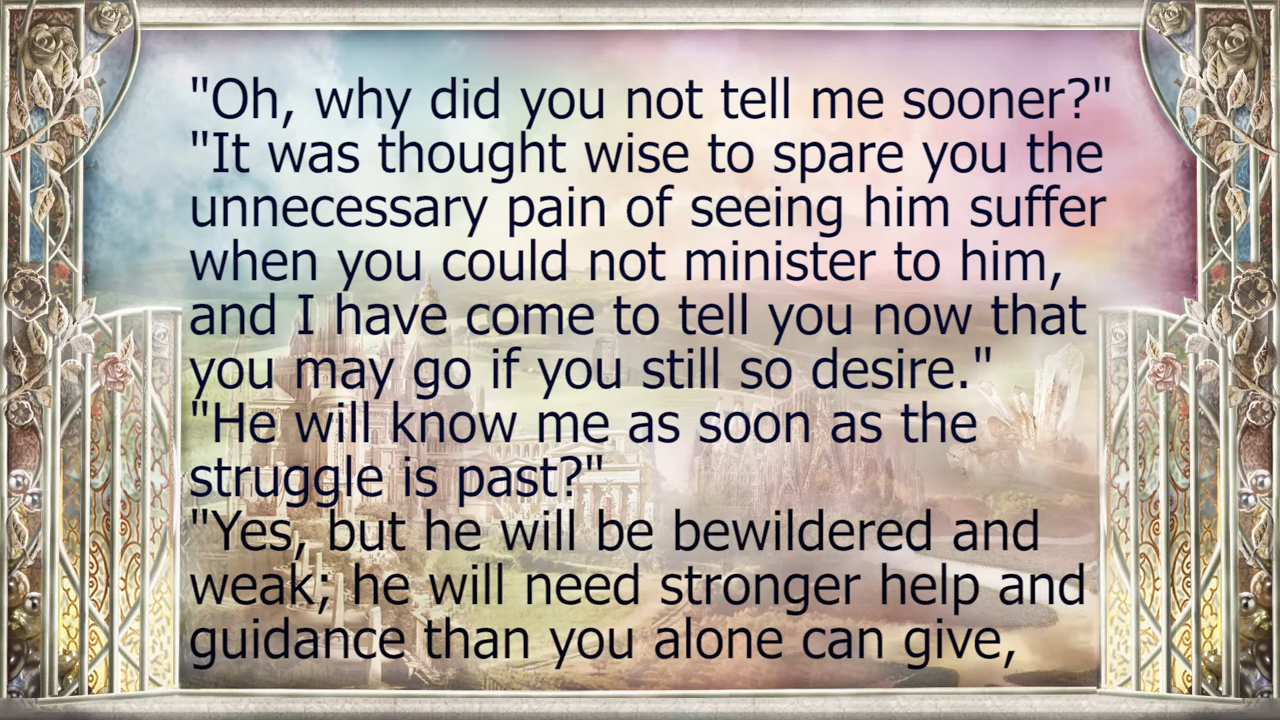 "Oh, why did you not tell me sooner?"
"It was thought wise to spare you the
unnecessary pain of seeing him suffer
when you could not minister to him,
and I have come to tell you now that
you may go if you still so desire."
"He will know me as soon as the
struggle is past?"
"Yes, but he will be bewildered and
weak; he will need stronger help and
guidance than you alone can give,